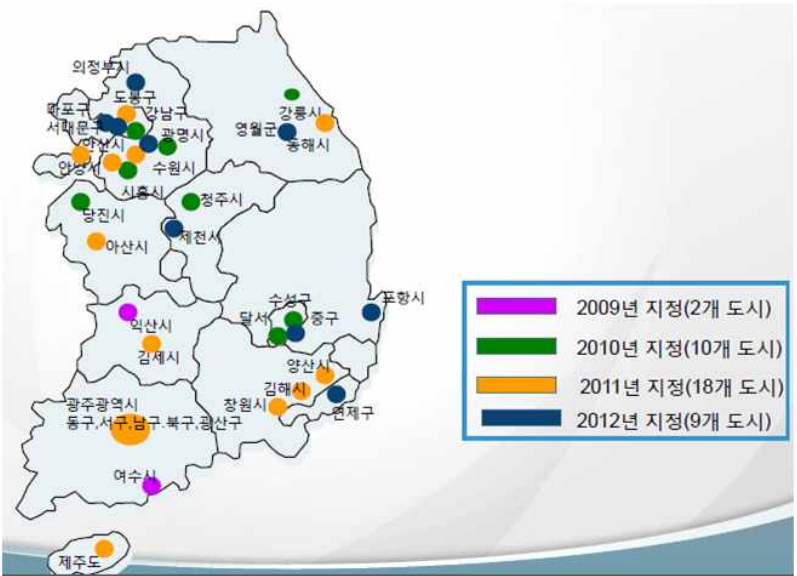 의정부시
도봉구
마포구
강남구
서대문구
광명시
안산시
안양시
수원시
시흥시
강릉시
영월군
동해시
당진시
청주시
아산시
제천시
수성구
포항시
달서
중구
익산시
김제시
양산시
김해시
창원시
연제구
광주광역시
동구,서구,남구.북구,광산구
여수시
제주도
2009년 지정(2개 도시)
2010년 지정(10개 도시)
2011년 지정(18개 도시)
2012년 지정(9개 도시)